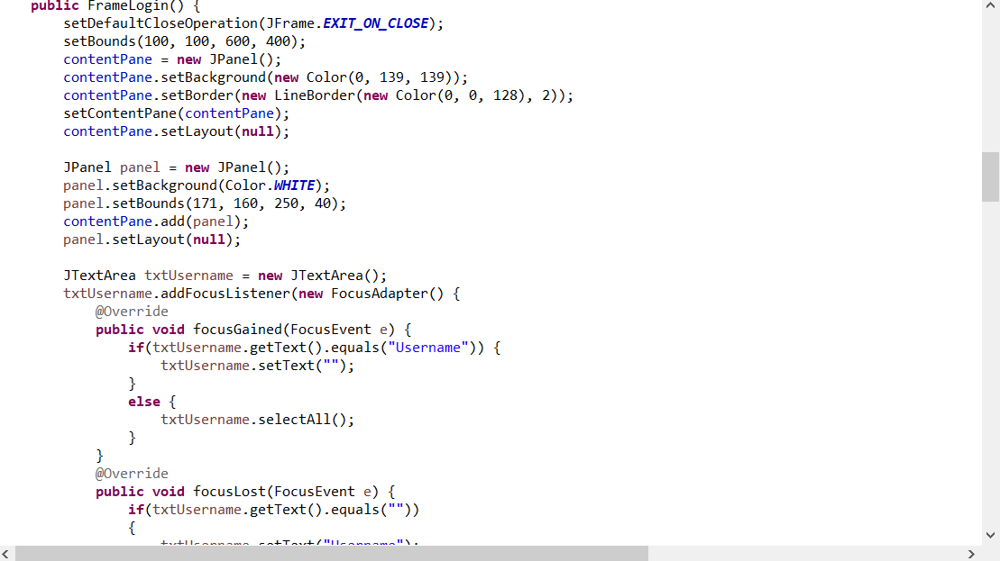 public FrameLogin() {
    setDefaultCloseOperation(JFrame.EXIT_ON_CLOSE);
    setBounds(100, 100, 600, 400);
    contentPane = new JPanel();
    contentPane.setBackground(new Color(0, 139, 139));
    contentPane.setBorder(new LineBorder(new Color(0, 0, 128), 2));
    setContentPane(contentPane);
    contentPane.setLayout(null);

    JPanel panel = new JPanel();
    panel.setBackground(Color.WHITE);
    panel.setBounds(171, 160, 250, 40);
    contentPane.add(panel);
    panel.setLayout(null);

    JTextArea txtUsername = new JTextArea();
    txtUsername.addFocusListener(new FocusAdapter() {
        @Override
        public void focusGained(FocusEvent e) {
            if(txtUsername.getText().equals("Username")) {
                txtUsername.setText("");
            }
            else {
                txtUsername.selectAll();
            }
        }
        @Override
        public void focusLost(FocusEvent e) {
            if(txtUsername.getText().equals(""))
            {
                txtUsername.setText("Username");